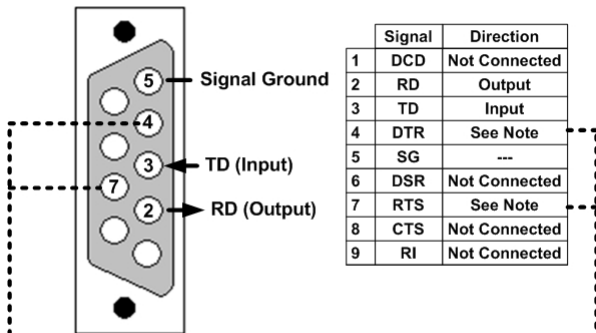 5 Signal Ground
4
3 TD (Input)
7
2 RD (Output)
Signal Direction
1 DCD Not Connected
2 RD Output
3 TD Input
4 DTR See Note
5 SG ---
6 DSR Not Connected
7 RTS See Note
8 CTS Not Connected
9 RI Not Connected